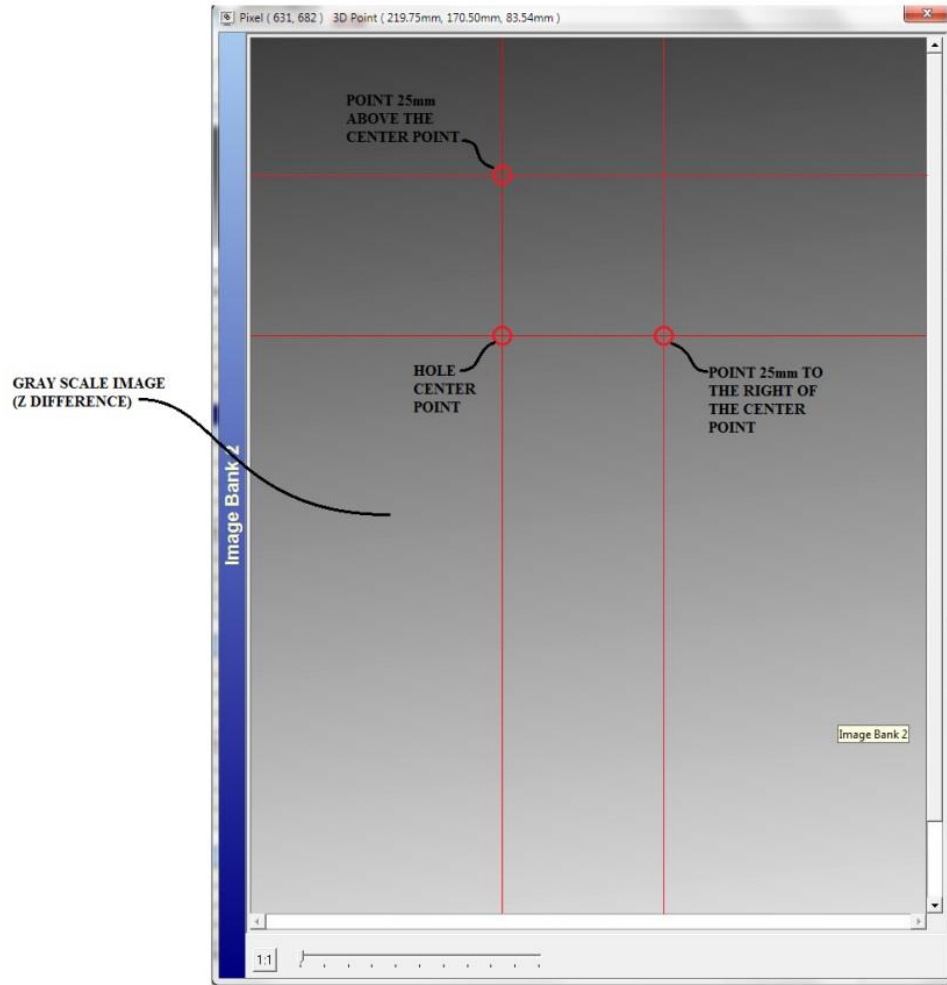 Pixel ( 631, 682 )   3D Point ( 219.75mm, 170.50mm, 83.54mm )
POINT 25mm
ABOVE THE
CENTER POINT
HOLE
CENTER
POINT
POINT 25mm TO
THE RIGHT OF
THE CENTER
POINT
GRAY SCALE IMAGE
(Z DIFFERENCE)
Image Bank 2
Image Bank 2
1:1